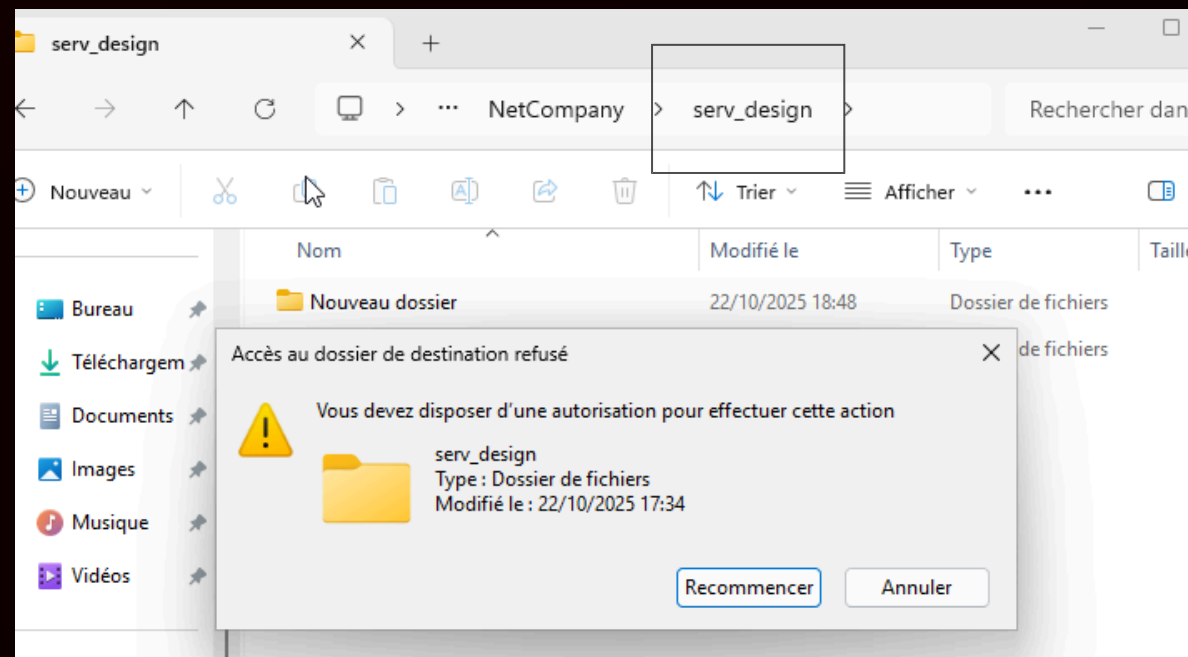 serv_design
NetCompany > serv_design >
Rechercher dan
Nouveau
Trier
Afficher
Nom
Modifié le
Type
Taille
Bureau
Nouveau dossier
22/10/2025 18:48
Dossier de fichiers
Téléchargem
Accès au dossier de destination refusé
de fichiers
Documents
Vous devez disposer d'une autorisation pour effectuer cette action
serv_design
Type : Dossier de fichiers
Modifié le : 22/10/2025 17:34
Images
Musique
Vidéos
Recommencer
Annuler